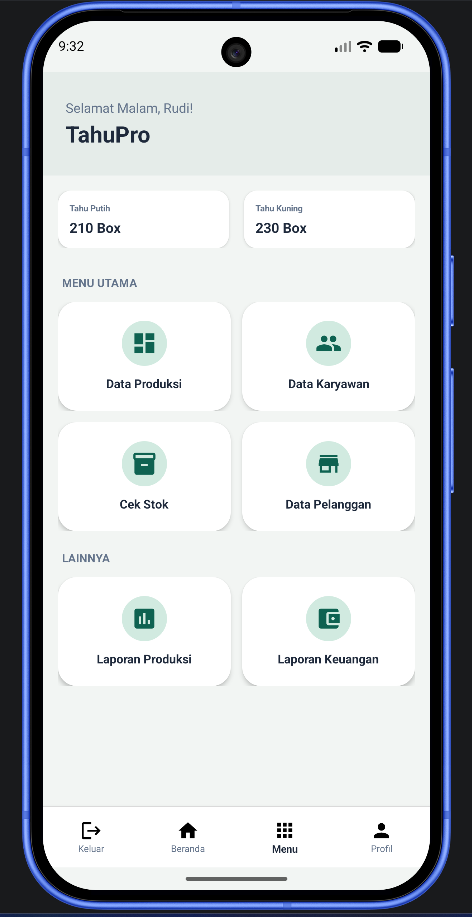 9:32
Selamat Malam, Rudi!
TahuPro
Tahu Putih
210 Box
Tahu Kuning
230 Box
MENU UTAMA
Data Produksi
Data Karyawan
Cek Stok
Data Pelanggan
LAINNYA
Laporan Produksi
Laporan Keuangan
Keluar
Beranda
Menu
Profil